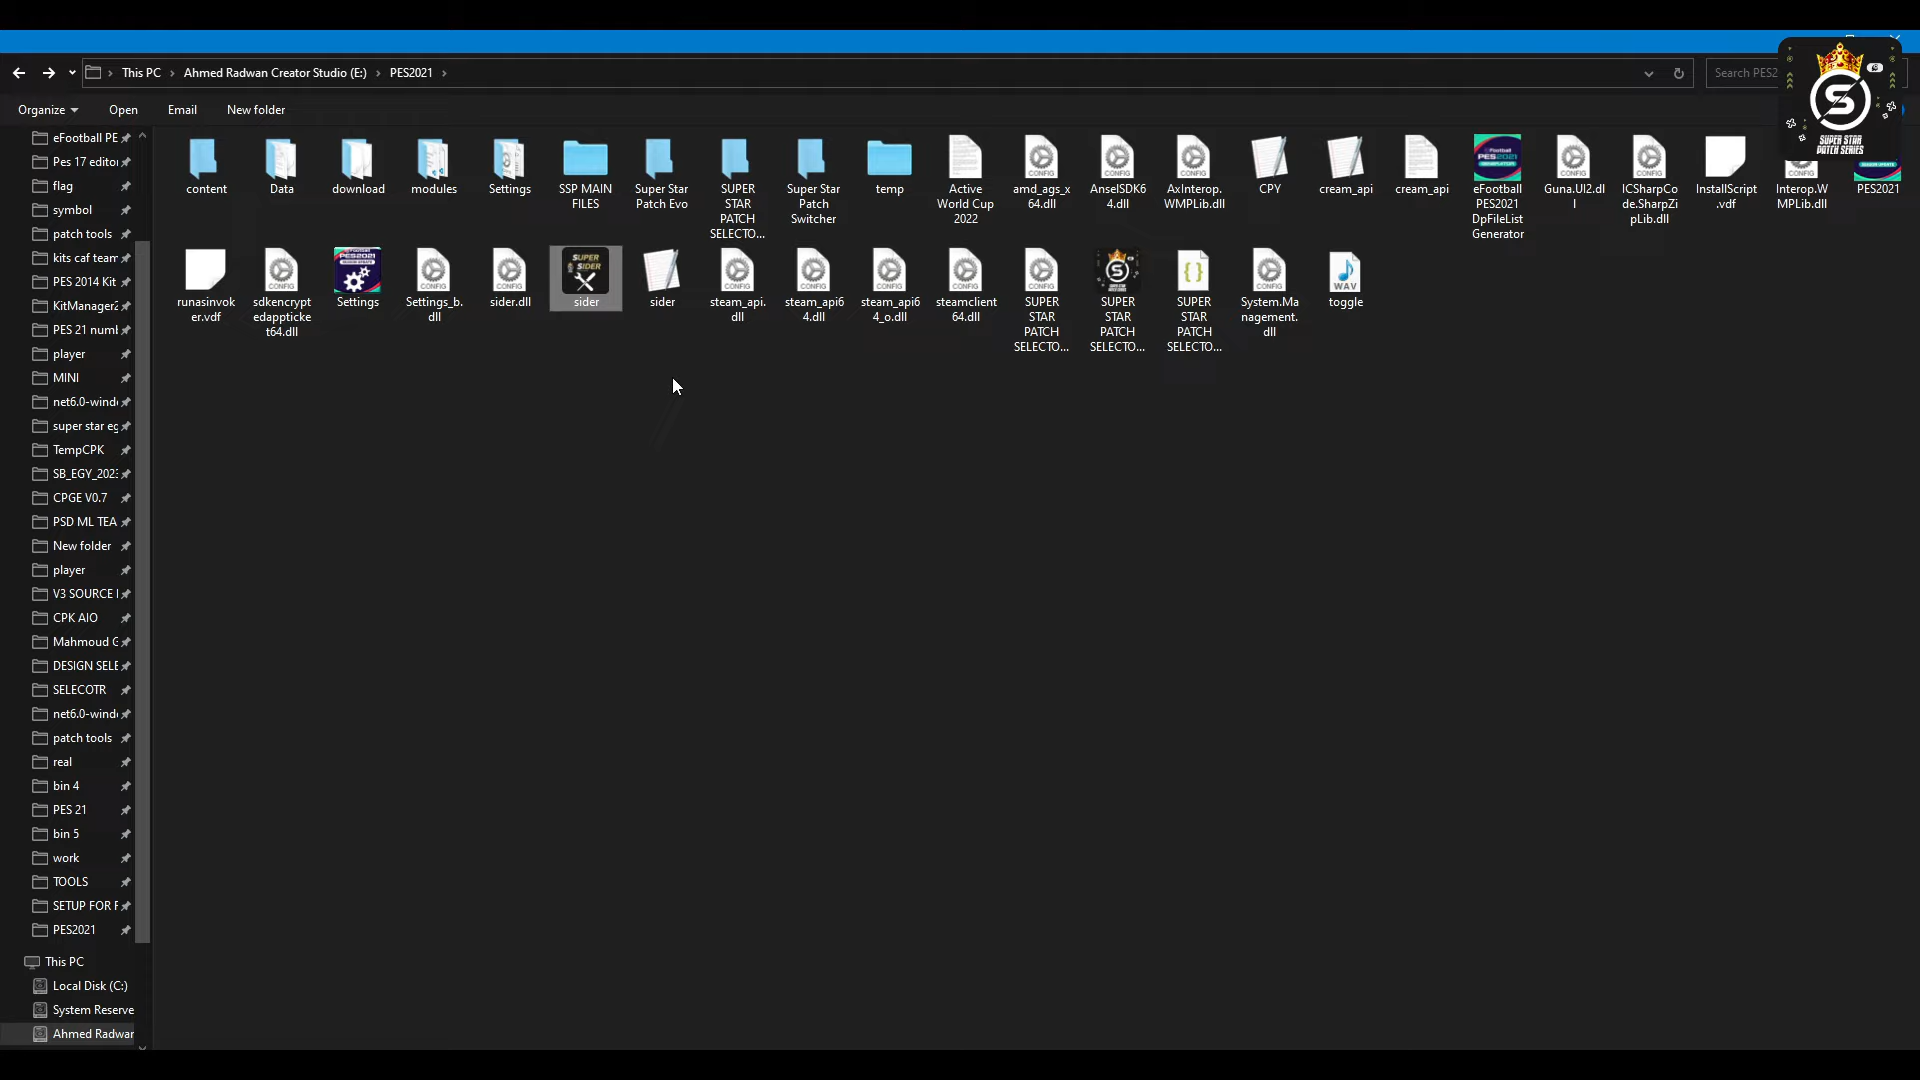 This PC
Ahmed Radwan Creator Studio (E:)
PES2021
Search PES2
Organize
Open
Email
New folder
eFootball PE
Pes 17 editor
flag
symbol
patch tools
kits caf team
PES 2014 Kit
KitManager2
PES 21 numb
player
MINI
net6.0-wind
super star eg
TempCPK
SB_EGY_2023
CPGE V0.7
PSD ML TEA
New folder
player
V3 SOURCE
CPK AIO
Mahmoud G
DESIGN SELE
SELECOTR
net6.0-wind
patch tools
real
bin 4
PES 21
bin 5
work
TOOLS
SETUP FOR F
PES2021
This PC
Local Disk (C:)
System Reserve
Ahmed Radwan
content
Data
download
modules
Settings
SSP MAIN
FILES
Super Star
Patch Evo
SUPER
STAR
PATCH
SELECTO...
Super Star
Patch
Switcher
temp
Active
World Cup
2022
amd_ags_x
64.dll
AnselSDK6
4.dll
AxInterop.
WMPLib.dll
CPY
cream_api
cream_api
eFootball
PES2021
DpFileList
Generator
Guna.UI2.dl
l
ICSharpCo
de.SharpZi
pLib.dll
InstallScript
.vdf
Interop.W
MPLib.dll
PES2021
runasinvok
er.vdf
sdkencrypt
edappticke
t64.dll
Settings
Settings_b.
dll
sider.dll
SUPER
SIDER
sider
sider
steam_api.
dll
steam_api6
4.dll
steam_api6
4_o.dll
steamclient
64.dll
SUPER
STAR
PATCH
SELECTO...
SUPER
STAR
PATCH
SELECTO...
SUPER
STAR
PATCH
SELECTO...
System.Ma
nagement.
dll
WAV
toggle
SUPER STAR
PATCH SERIES